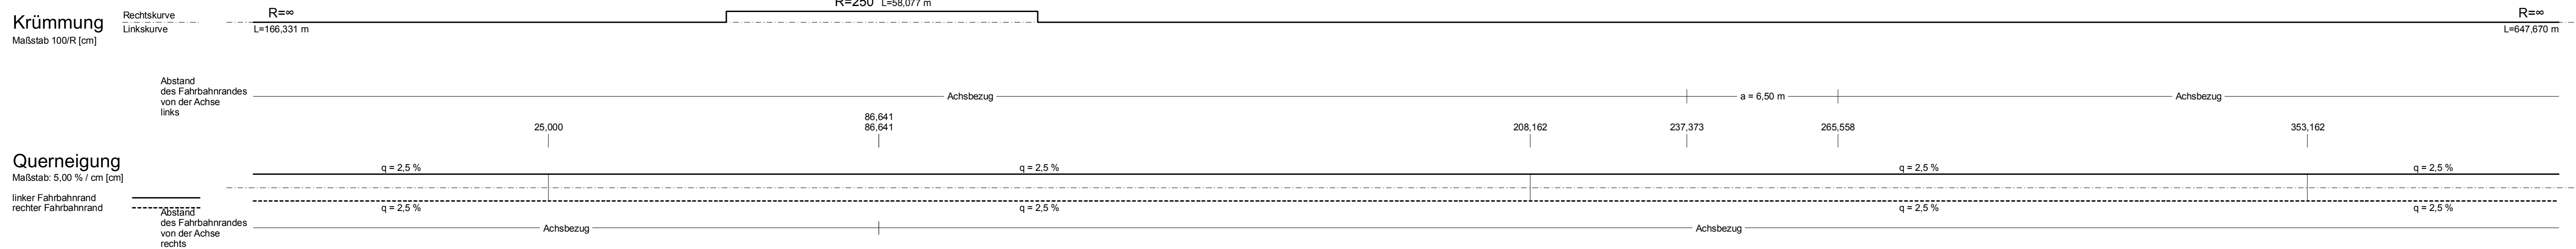 R=250 L=58,077 m
Krümmung
Maßstab 100/R [cm]
Rechtskurve
Linkskurve
R=∞
L=166,331 m
R=∞
L=647,670 m
Abstand
des Fahrbahnrandes
von der Achse
links
Achsbezug
a = 6,50 m
Achsbezug
25,000
86,641
86,641
208,162
237,373
265,558
353,162
Querneigung
Maßstab: 5,00 % / cm [cm]
q = 2,5 %
q = 2,5 %
q = 2,5 %
q = 2,5 %
linker Fahrbahnrand
rechter Fahrbahnrand
q = 2,5 %
q = 2,5 %
q = 2,5 %
q = 2,5 %
Abstand
des Fahrbahnrandes
von der Achse
rechts
Achsbezug
Achsbezug